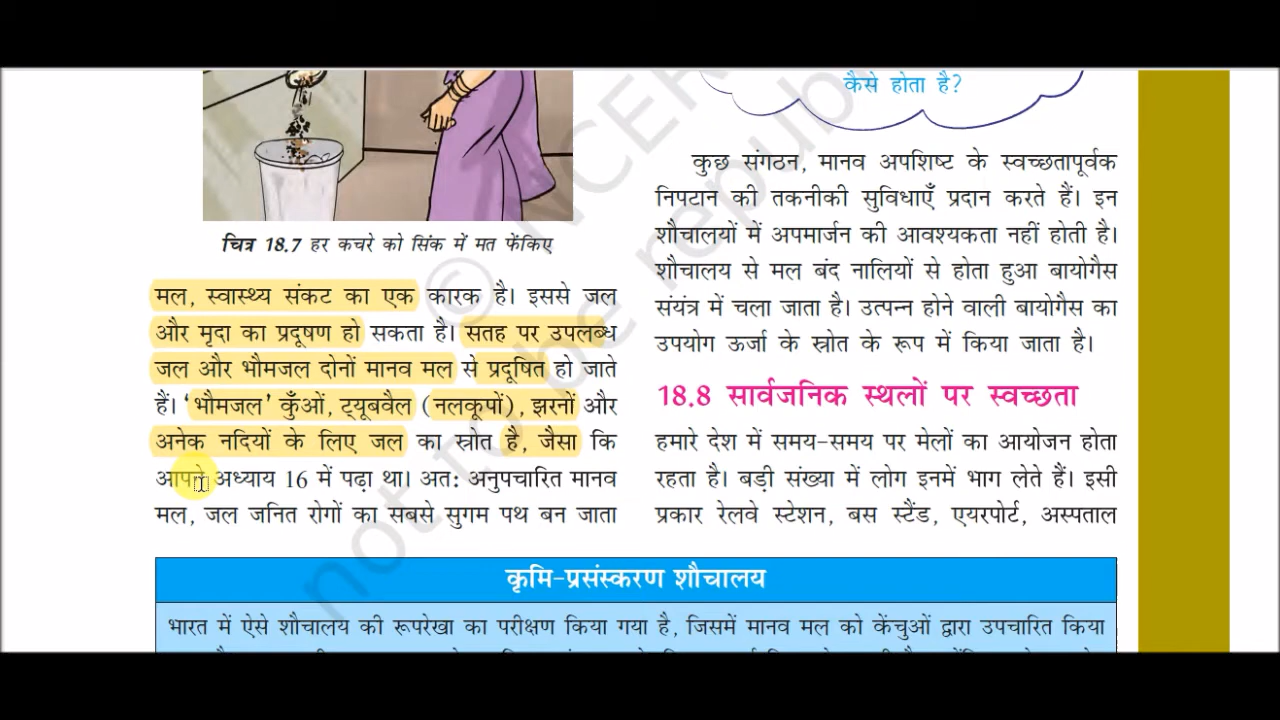 चित्र 18.7 हर कचरे को सिंक में मत फेंकिए
मल, स्वास्थ्य संकट का एक कारक है। इससे जल
और मृदा का प्रदूषण हो सकता है। सतह पर उपलब्ध
जल और भौमजल दोनों मानव मल से प्रदूषित हो जाते
हैं। ‘भौमजल’ कुँओं, ट्यूबवैल (नलकूपों), झरनों और
अनेक नदियों के लिए जल का स्रोत है, जैसा कि
आपने अध्याय 16 में पढ़ा था। अत: अनुपचारित मानव
मल, जल जनित रोगों का सबसे सुगम पथ बन जाता
कैसे होता है?
कुछ संगठन, मानव अपशिष्ट के स्वच्छतापूर्वक
निपटान की तकनीकी सुविधाएँ प्रदान करते हैं। इन
शौचालयों में अपमार्जन की आवश्यकता नहीं होती है।
शौचालय से मल बंद नालियों से होता हुआ बायोगैस
संयंत्र में चला जाता है। उत्पन्न होने वाली बायोगैस का
उपयोग ऊर्जा के स्रोत के रूप में किया जाता है।
18.8 सार्वजनिक स्थलों पर स्वच्छता
हमारे देश में समय-समय पर मेलों का आयोजन होता
रहता है। बड़ी संख्या में लोग इनमें भाग लेते हैं। इसी
प्रकार रेलवे स्टेशन, बस स्टैंड, एयरपोर्ट, अस्पताल
कृमि-प्रसंस्करण शौचालय
भारत में ऐसे शौचालय की रूपरेखा का परीक्षण किया गया है, जिसमें मानव मल को केंचुओं द्वारा उपचारित किया
© NCER
not to be republ